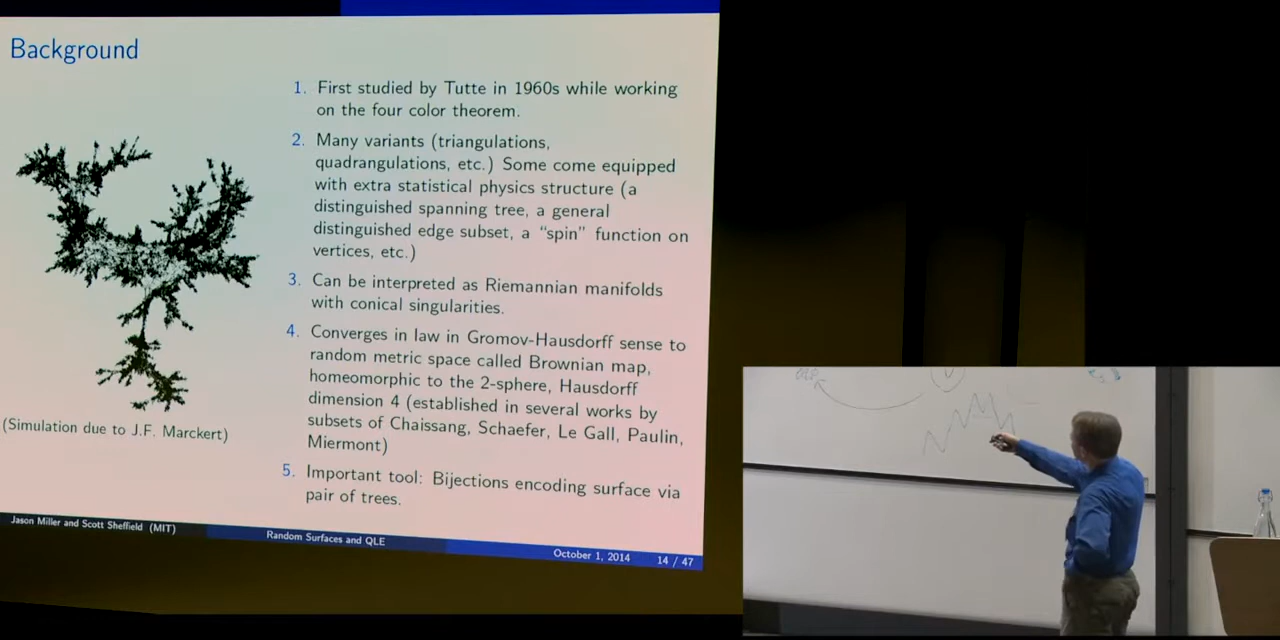 Background
1. First studied by Tutte in 1960s while working
on the four color theorem.
2. Many variants (triangulations,
quadrangulations, etc.) Some come equipped
with extra statistical physics structure (a
distinguished spanning tree, a general
distinguished edge subset, a “spin” function on
vertices, etc.)
3. Can be interpreted as Riemannian manifolds
with conical singularities.
4. Converges in law in Gromov-Hausdorff sense to
random metric space called Brownian map,
homeomorphic to the 2-sphere, Hausdorff
dimension 4 (established in several works by
subsets of Chaissang, Schaefer, Le Gall, Paulin,
Miermont)
5. Important tool: Bijections encoding surface via
pair of trees.
(Simulation due to J.F. Marckert)
Jason Miller and Scott Sheffield (MIT)
Random Surfaces and QLE
October 1, 2014
14 / 47